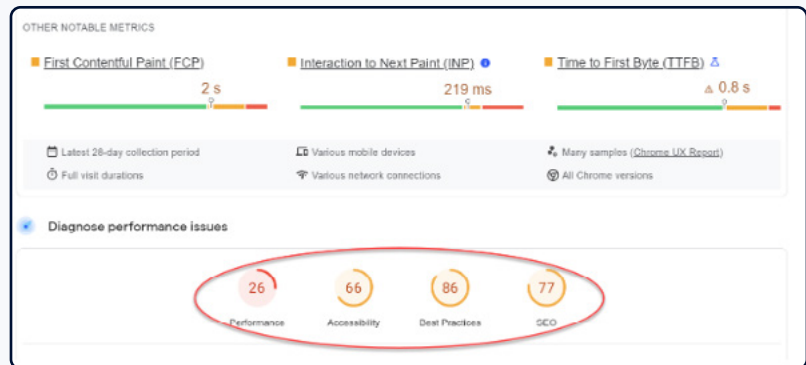 OTHER NOTABLE METRICS
First Contentful Paint (FCP) Interaction to Next Paint (INP) Time to First Byte (TTFB)
2 s 219 ms 0.8 s
Latest 28-day collection period Various mobile devices Many samples (Chrome UX Report)
Full visit durations Various network connections All Chrome versions
Diagnose performance issues
26 66 86 77
Performance Accessibility Best Practices SEO